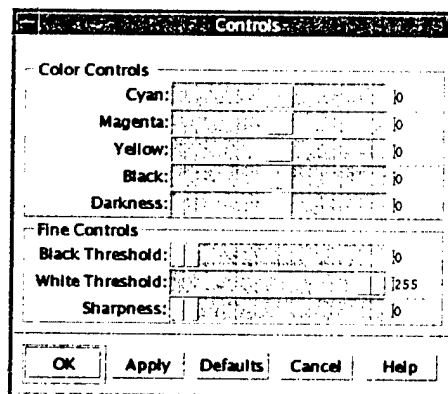 Controls
Color Controls
Cyan: 0
Magenta: 0
Yellow: 0
Black: 0
Darkness: 0
Fine Controls
Black Threshold: 0
White Threshold: 255
Sharpness: 0
OK Apply Defaults Cancel Help